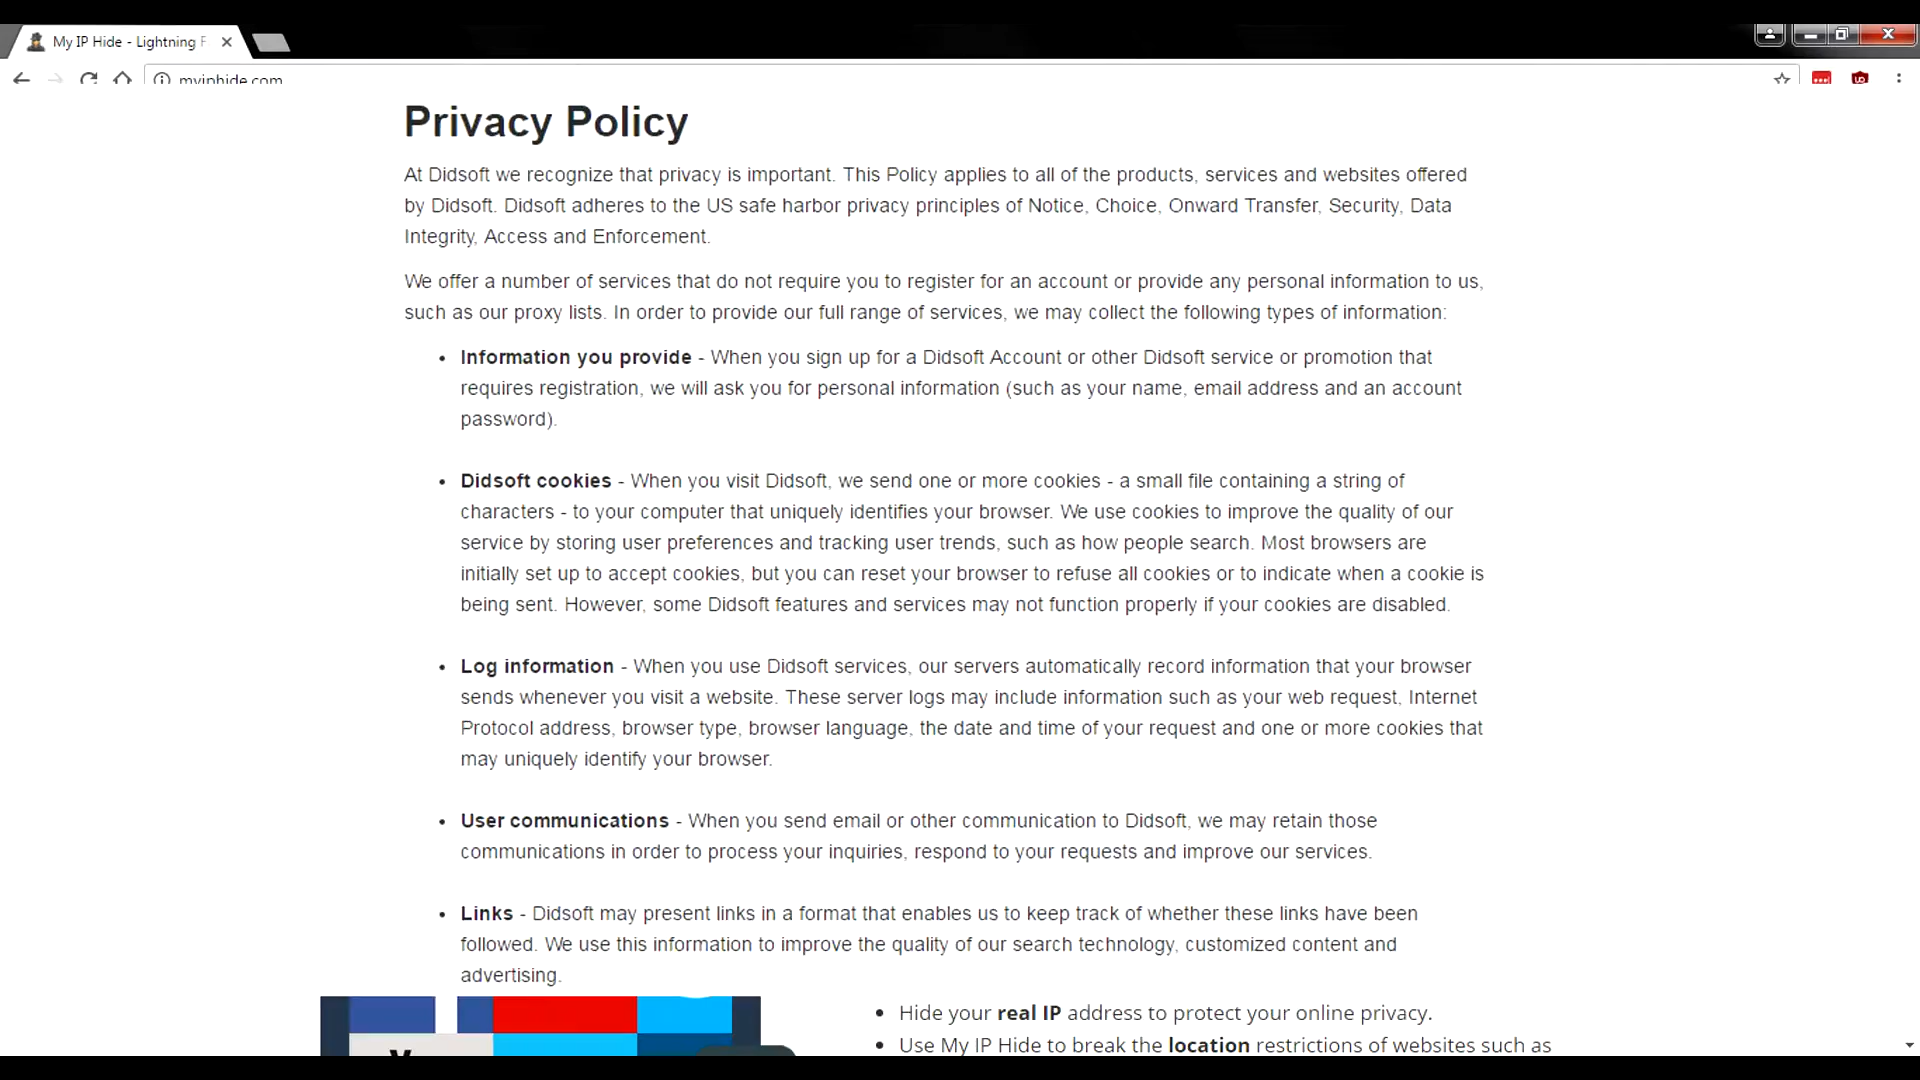 My IP Hide - Lightning F
myiphide.com
Privacy Policy
At Didsoft we recognize that privacy is important. This Policy applies to all of the products, services and websites offered
by Didsoft. Didsoft adheres to the US safe harbor privacy principles of Notice, Choice, Onward Transfer, Security, Data
Integrity, Access and Enforcement.
We offer a number of services that do not require you to register for an account or provide any personal information to us,
such as our proxy lists. In order to provide our full range of services, we may collect the following types of information:
• Information you provide - When you sign up for a Didsoft Account or other Didsoft service or promotion that
requires registration, we will ask you for personal information (such as your name, email address and an account
password).
• Didsoft cookies - When you visit Didsoft, we send one or more cookies - a small file containing a string of
characters - to your computer that uniquely identifies your browser. We use cookies to improve the quality of our
service by storing user preferences and tracking user trends, such as how people search. Most browsers are
initially set up to accept cookies, but you can reset your browser to refuse all cookies or to indicate when a cookie is
being sent. However, some Didsoft features and services may not function properly if your cookies are disabled.
• Log information - When you use Didsoft services, our servers automatically record information that your browser
sends whenever you visit a website. These server logs may include information such as your web request, Internet
Protocol address, browser type, browser language, the date and time of your request and one or more cookies that
may uniquely identify your browser.
• User communications - When you send email or other communication to Didsoft, we may retain those
communications in order to process your inquiries, respond to your requests and improve our services.
• Links - Didsoft may present links in a format that enables us to keep track of whether these links have been
followed. We use this information to improve the quality of our search technology, customized content and
advertising.
• Hide your real IP address to protect your online privacy.
• Use My IP Hide to break the location restrictions of websites such as